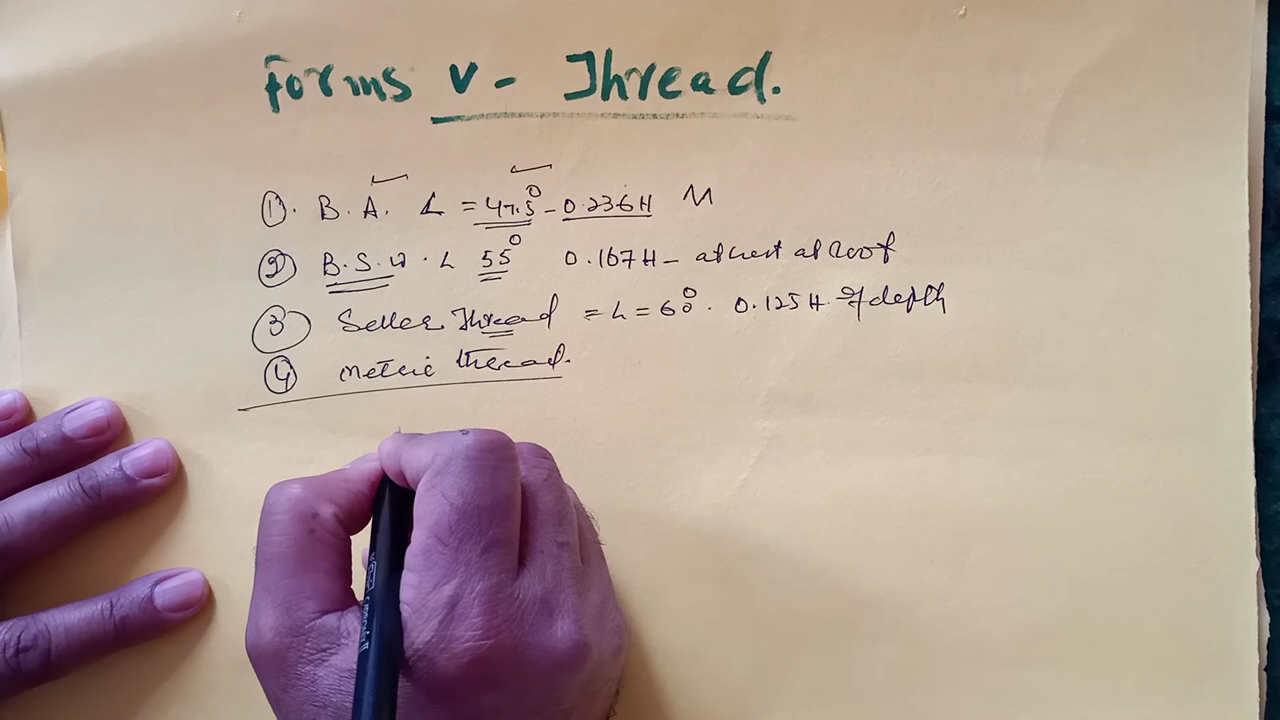 Forms V - Thread.
①. B. A. ∠ = 47.5° - 0.236H M
② B.S.W. ∠ 55° 0.167H - at crest at root
③ Seller Thread = ∠ = 60°. 0.125H. of depth
④ metric thread.